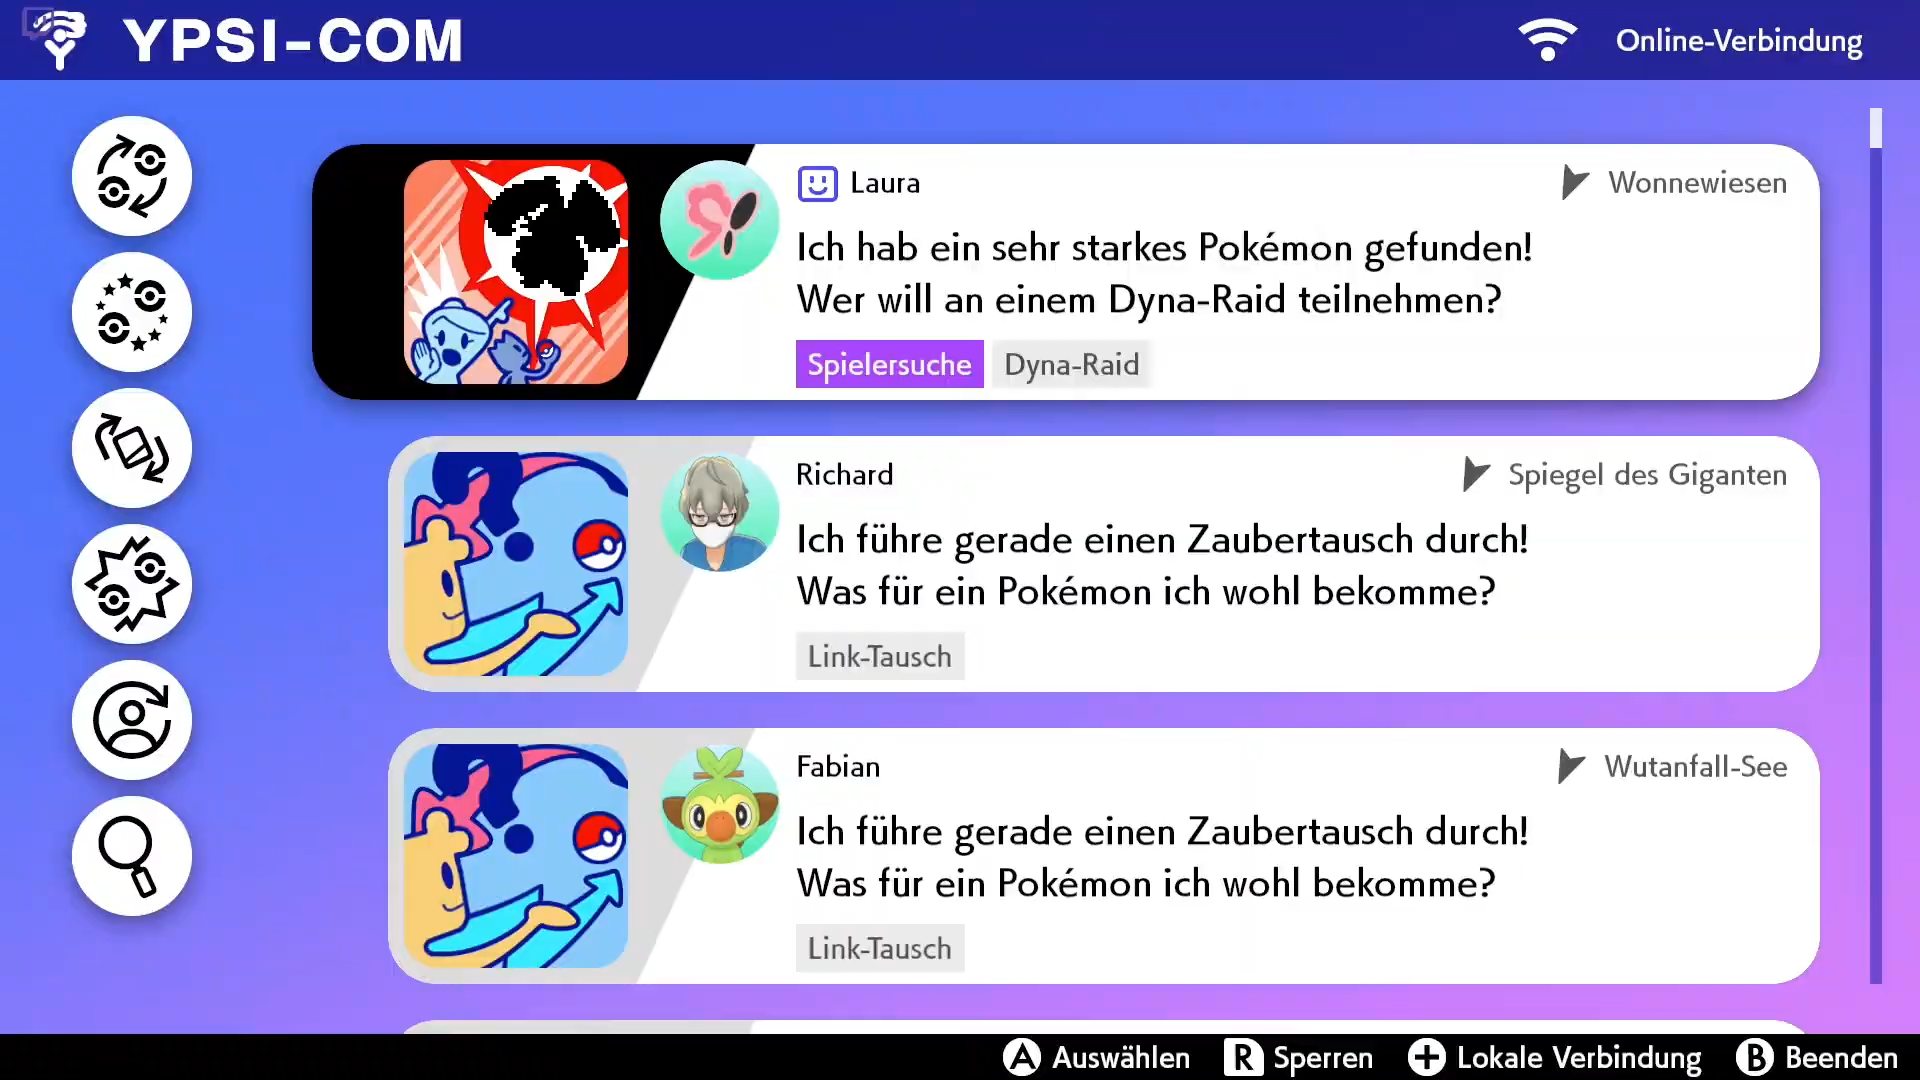 YPSI-COM
Online-Verbindung
Laura
Wonnewiesen
Ich hab ein sehr starkes Pokémon gefunden!
Wer will an einem Dyna-Raid teilnehmen?
Spielersuche
Dyna-Raid
Richard
Spiegel des Giganten
Ich führe gerade einen Zaubertausch durch!
Was für ein Pokémon ich wohl bekomme?
Link-Tausch
Fabian
Wutanfall-See
Ich führe gerade einen Zaubertausch durch!
Was für ein Pokémon ich wohl bekomme?
Link-Tausch
A Auswählen R Sperren + Lokale Verbindung B Beenden